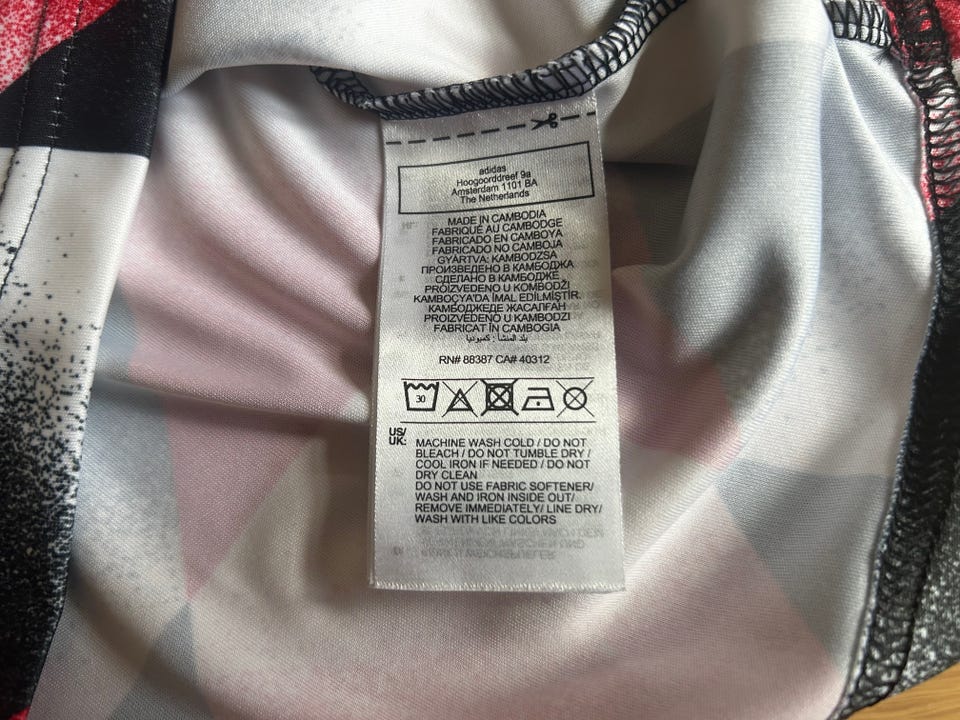 adidas
Hoogoorddreef 9a
Amsterdam 1101 BA
The Netherlands
MADE IN CAMBODIA
FABRIQUÉ AU CAMBODGE
FABRICADO EN CAMBOYA
FABRICADO NO CAMBOJA
GYÁRTVA: KAMBODZSA
ПРОИЗВЕДЕНО В КАМБОДЖА
СДЕЛАНО В КАМБОДЖЕ
PROIZVEDENO U KOMBODŽI
KAMBOÇYA'DA İMAL EDİLMİŞTİR.
КАМБОДЖЕДЕ ЖАСАЛҒАН
PROIZVEDENO U KAMBODZI
FABRICAT ÎN CAMBOGIA
بلد المنشأ : كمبوديا
RN# 88387 CA# 40312
30
US/
UK:
MACHINE WASH COLD / DO NOT
BLEACH / DO NOT TUMBLE DRY /
COOL IRON IF NEEDED / DO NOT
DRY CLEAN
DO NOT USE FABRIC SOFTENER/
WASH AND IRON INSIDE OUT/
REMOVE IMMEDIATELY/ LINE DRY/
WASH WITH LIKE COLORS